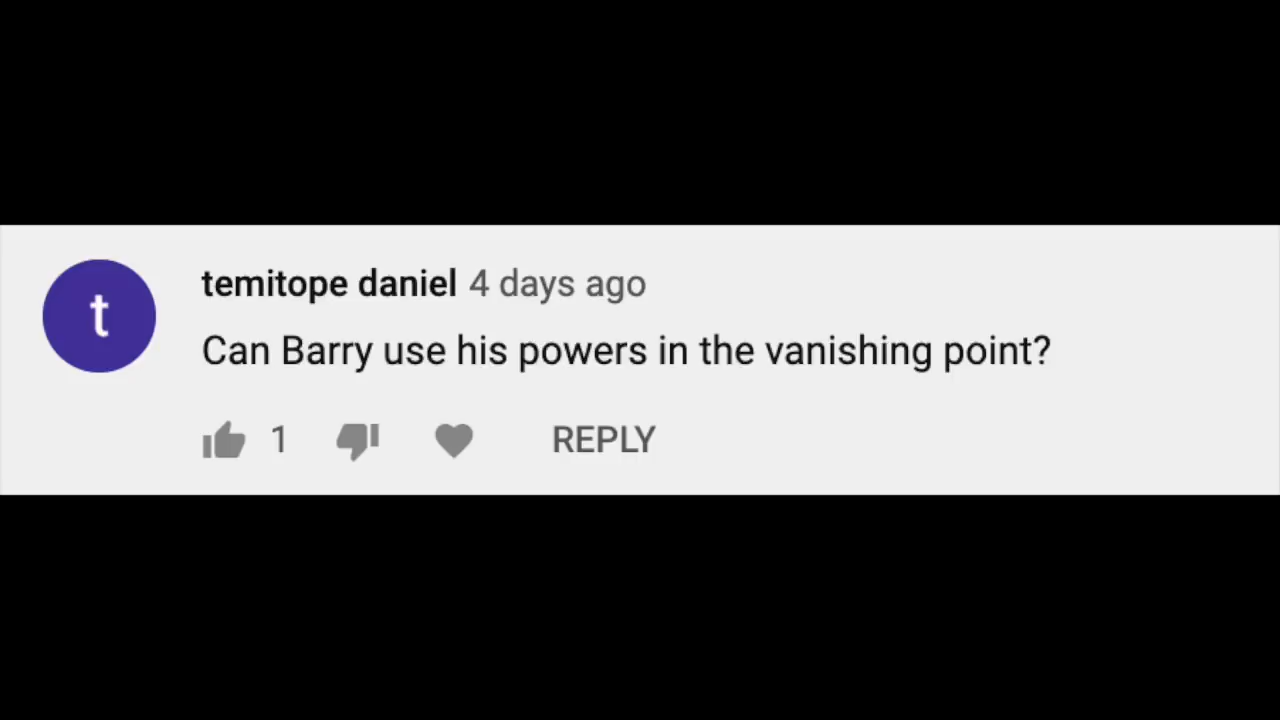 t
temitope daniel 4 days ago
Can Barry use his powers in the vanishing point?
1 REPLY